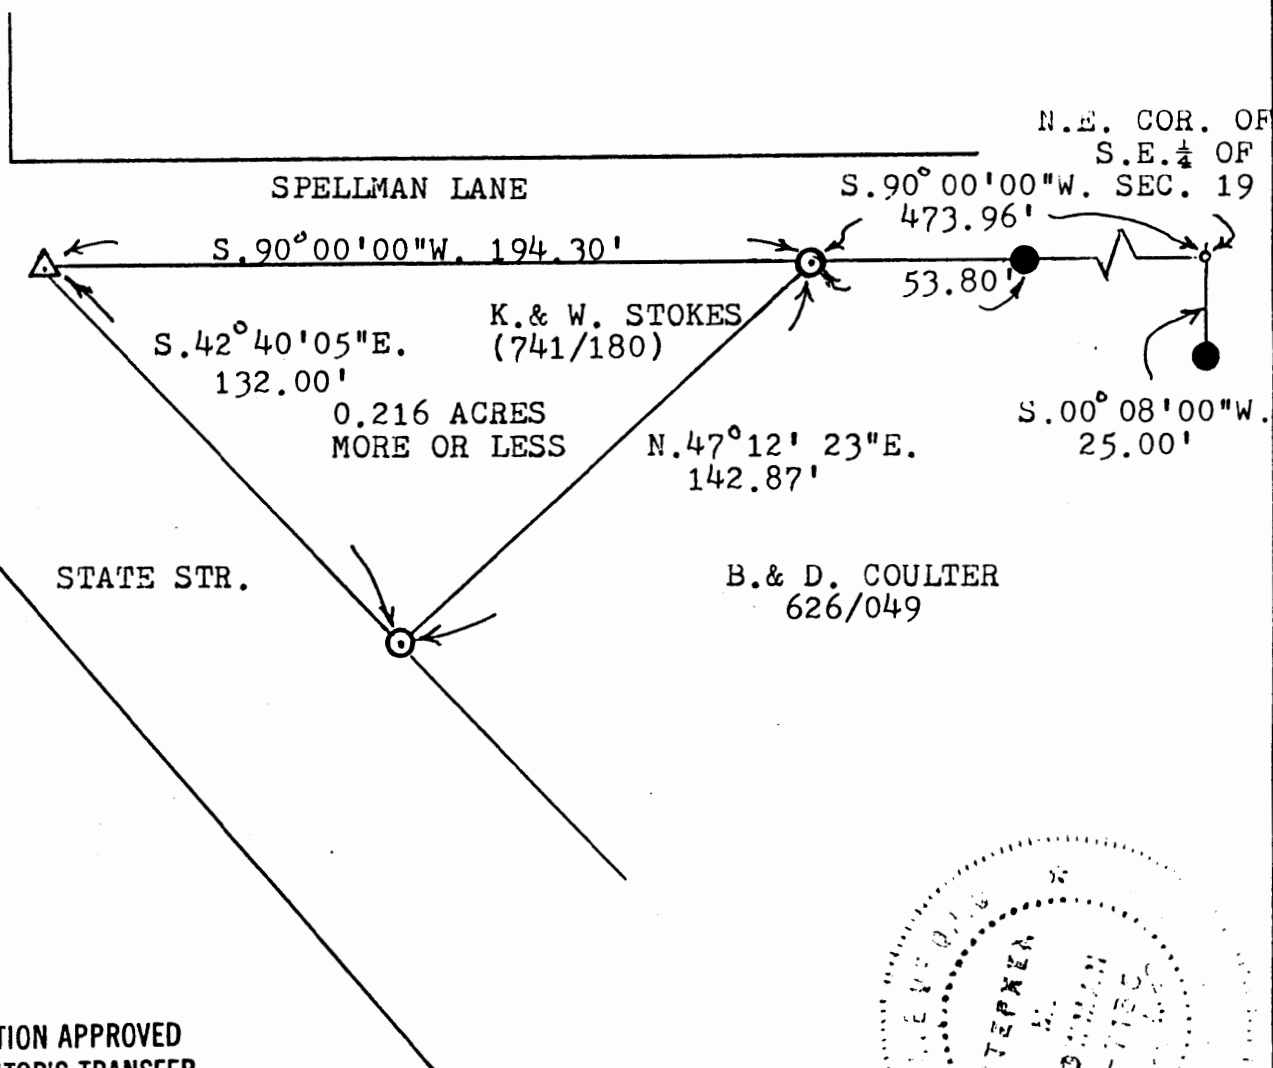 N.E. COR. OF
S.E.¼ OF
SEC. 19
SPELLMAN LANE
S.90°00'00"W.
473.96'
S.90°00'00"W. 194.30'
53.80'
K.& W. STOKES
(741/180)
S.42°40'05"E.
132.00'
0.216 ACRES
MORE OR LESS
N.47°12' 23"E.
142.87'
S.00°08'00"W.
25.00'
STATE STR.
B.& D. COULTER
626/049
TION APPROVED
TOR'S TRANSFER